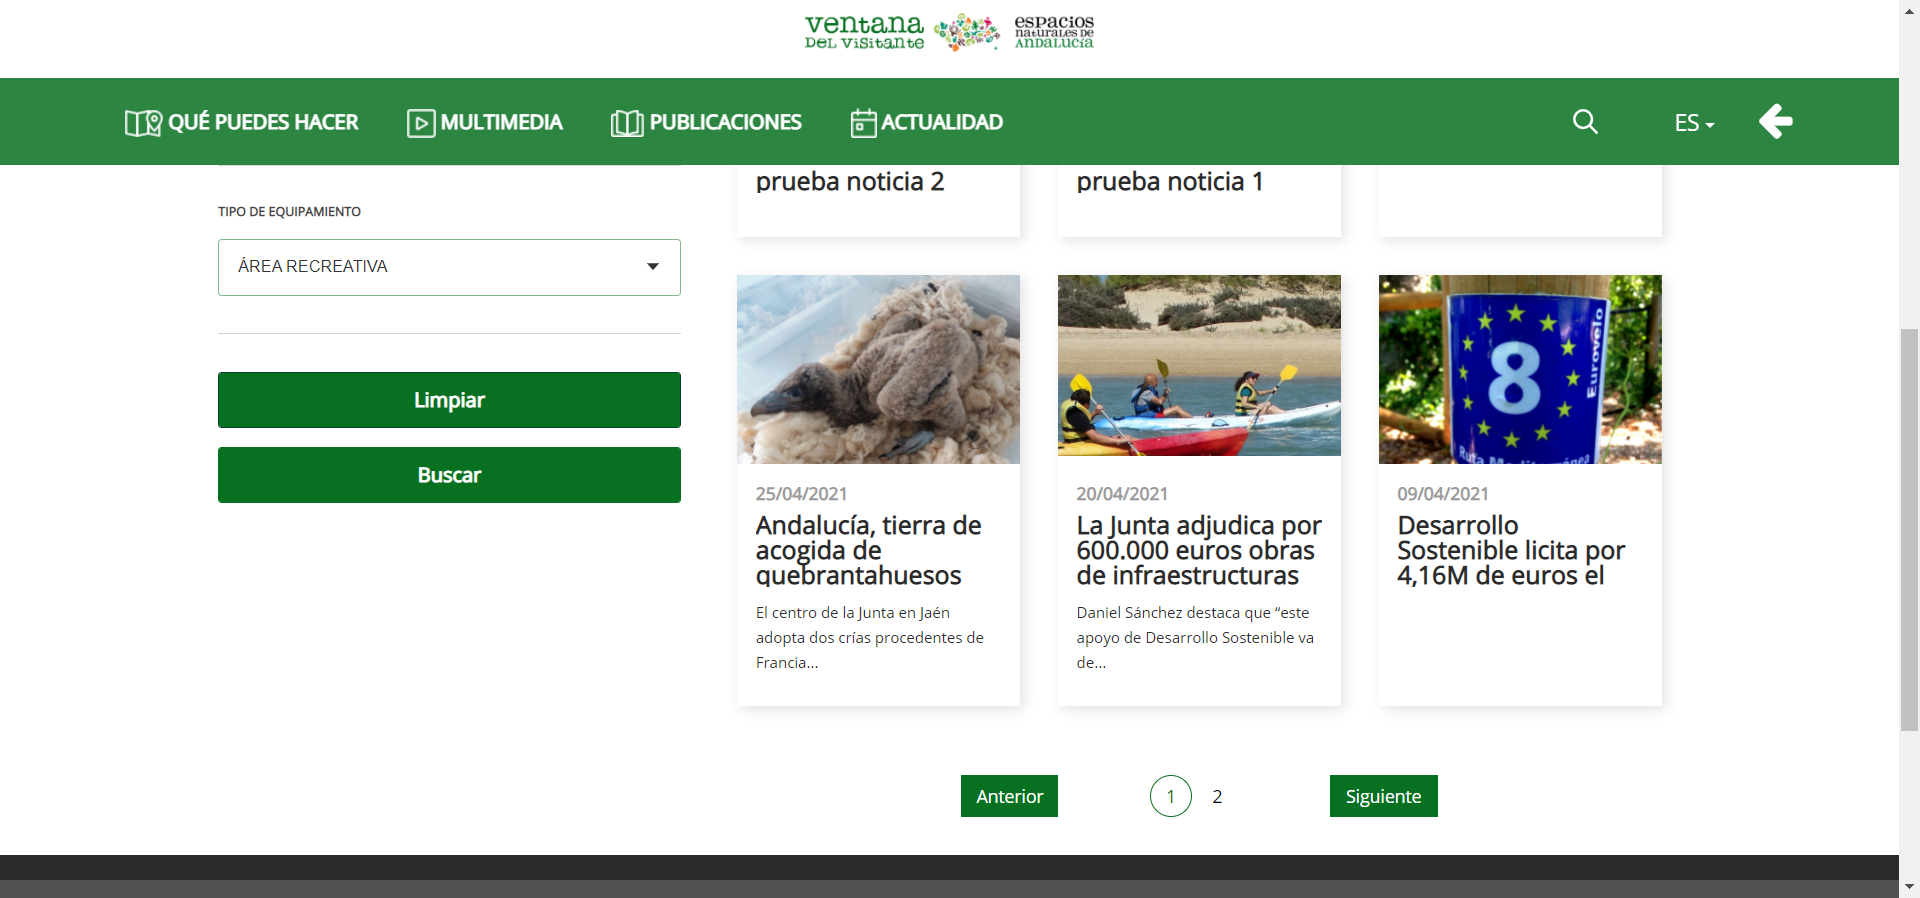 ventana
DEL VISITANTE
ESPACIOS
NATURALES DE
ANDALUCÍA
QUÉ PUEDES HACER
MULTIMEDIA
PUBLICACIONES
ACTUALIDAD
ES
prueba noticia 2
prueba noticia 1
TIPO DE EQUIPAMIENTO
ÁREA RECREATIVA
Limpiar
Buscar
8
Eurovelo
Ruta Mediterránea
25/04/2021
Andalucía, tierra de
acogida de
quebrantahuesos
El centro de la Junta en Jaén
adopta dos crías procedentes de
Francia...
20/04/2021
La Junta adjudica por
600.000 euros obras
de infraestructuras
Daniel Sánchez destaca que “este
apoyo de Desarrollo Sostenible va
de...
09/04/2021
Desarrollo
Sostenible licita por
4,16M de euros el
Anterior
1
2
Siguiente